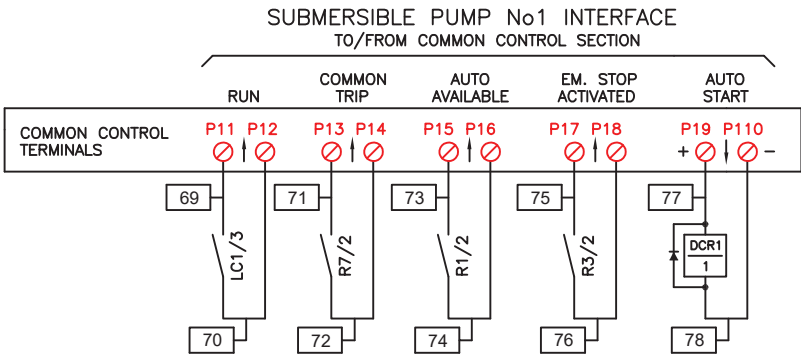 SUBMERSIBLE PUMP No1 INTERFACE
TO/FROM COMMON CONTROL SECTION
RUN
COMMON TRIP
AUTO AVAILABLE
EM. STOP ACTIVATED
AUTO START
COMMON CONTROL TERMINALS
P11 P12
P13 P14
P15 P16
P17 P18
P19 P110
+ −
69
71
73
75
77
LC1/3
R7/2
R1/2
R3/2
DCR1
1
70
72
74
76
78